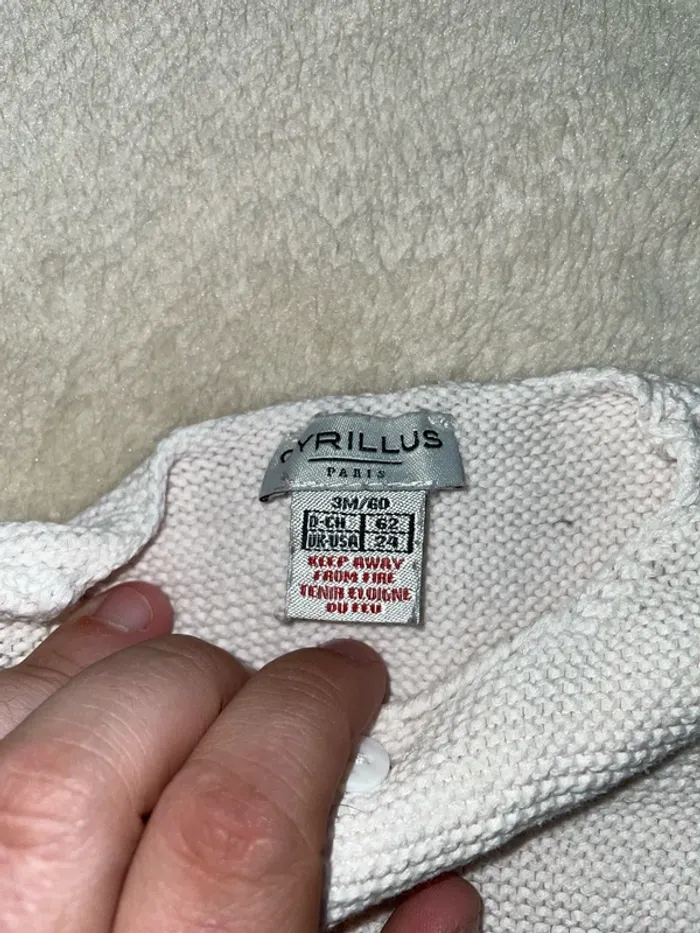 CYRILLUS
PARIS
3M/60
D-CH 62
UK-USA 24
KEEP AWAY
FROM FIRE
TENIR ELOIGNE
DU FEU